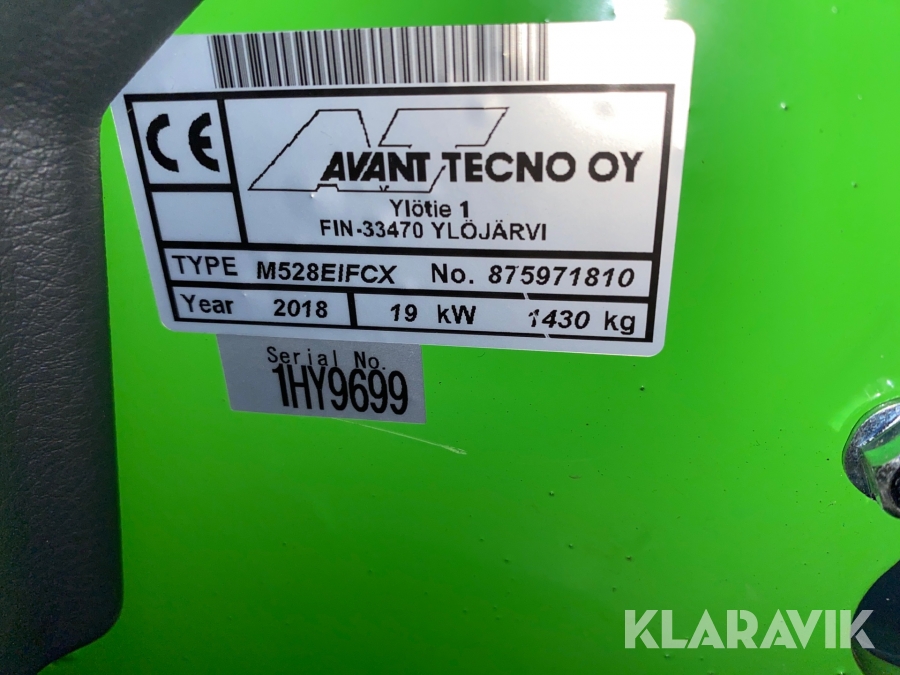 CE
AVANT TECNO OY
Ylötie 1
FIN-33470 YLÖJÄRVI
TYPE M528EIFCX No. 875971810
Year 2018 19 kW 1430 kg
Serial No.
1HY9699
KLARAVIK